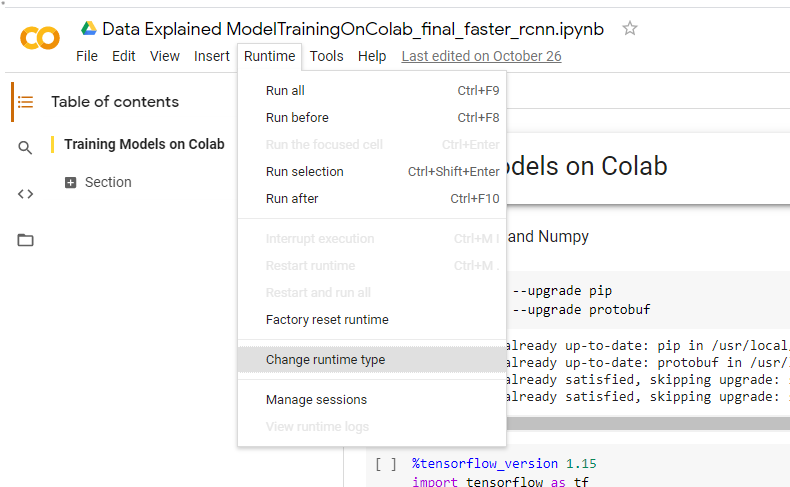 Data Explained ModelTrainingOnColab_final_faster_rcnn.ipynb
File Edit View Insert Runtime Tools Help Last edited on October 26
Table of contents
Training Models on Colab
Section
Run all Ctrl+F9
Run before Ctrl+F8
Run the focused cell Ctrl+Enter
Run selection Ctrl+Shift+Enter
Run after Ctrl+F10
Interrupt execution Ctrl+M I
Restart runtime Ctrl+M .
Restart and run all
Factory reset runtime
Change runtime type
Manage sessions
View runtime logs
odels on Colab
and Numpy
--upgrade pip
--upgrade protobuf
already up-to-date: pip in /usr/local
already up-to-date: protobuf in /usr/
already satisfied, skipping upgrade:
already satisfied, skipping upgrade:
[ ] %tensorflow_version 1.15
import tensorflow as tf